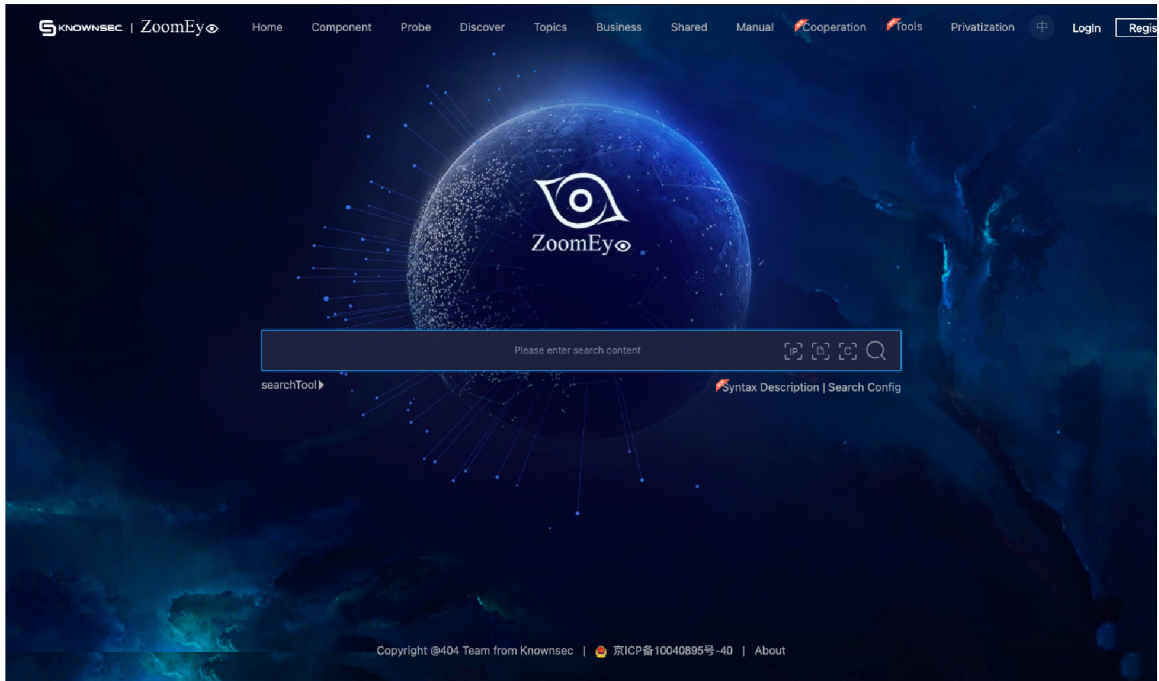 KNOWNSEC | ZoomEye Home Component Probe Discover Topics Business Shared Manual Cooperation Tools Privatization 中 LogIn Regis
ZoomEye
Please enter search content IP D C
searchTool Syntax Description | Search Config
Copyright @404 Team from Knownsec | 京ICP备10040895号-40 | About